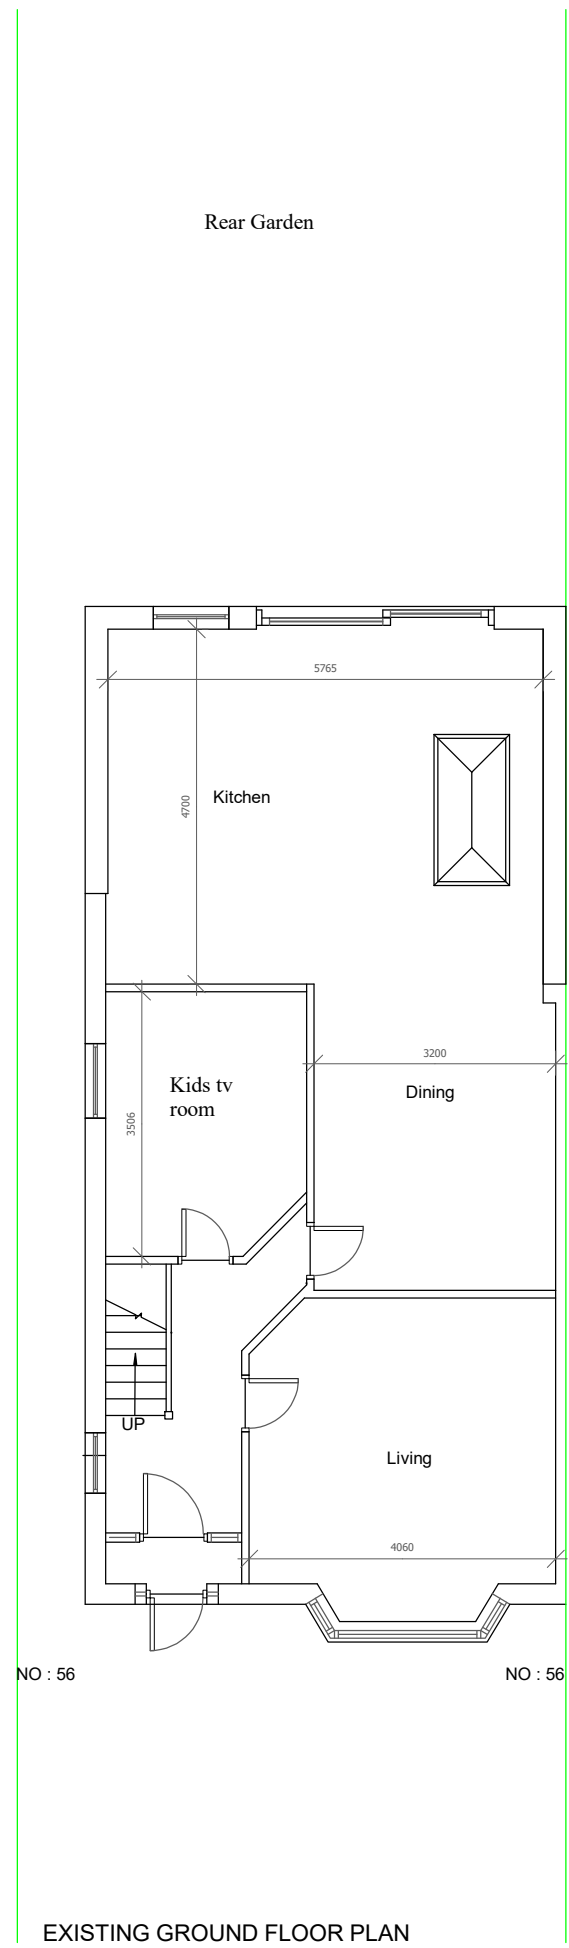 Rear Garden
5765
4700
Kitchen
3200
Kids tv
room
Dining
3506
UP
Living
4060
NO : 56
NO : 56
EXISTING GROUND FLOOR PLAN